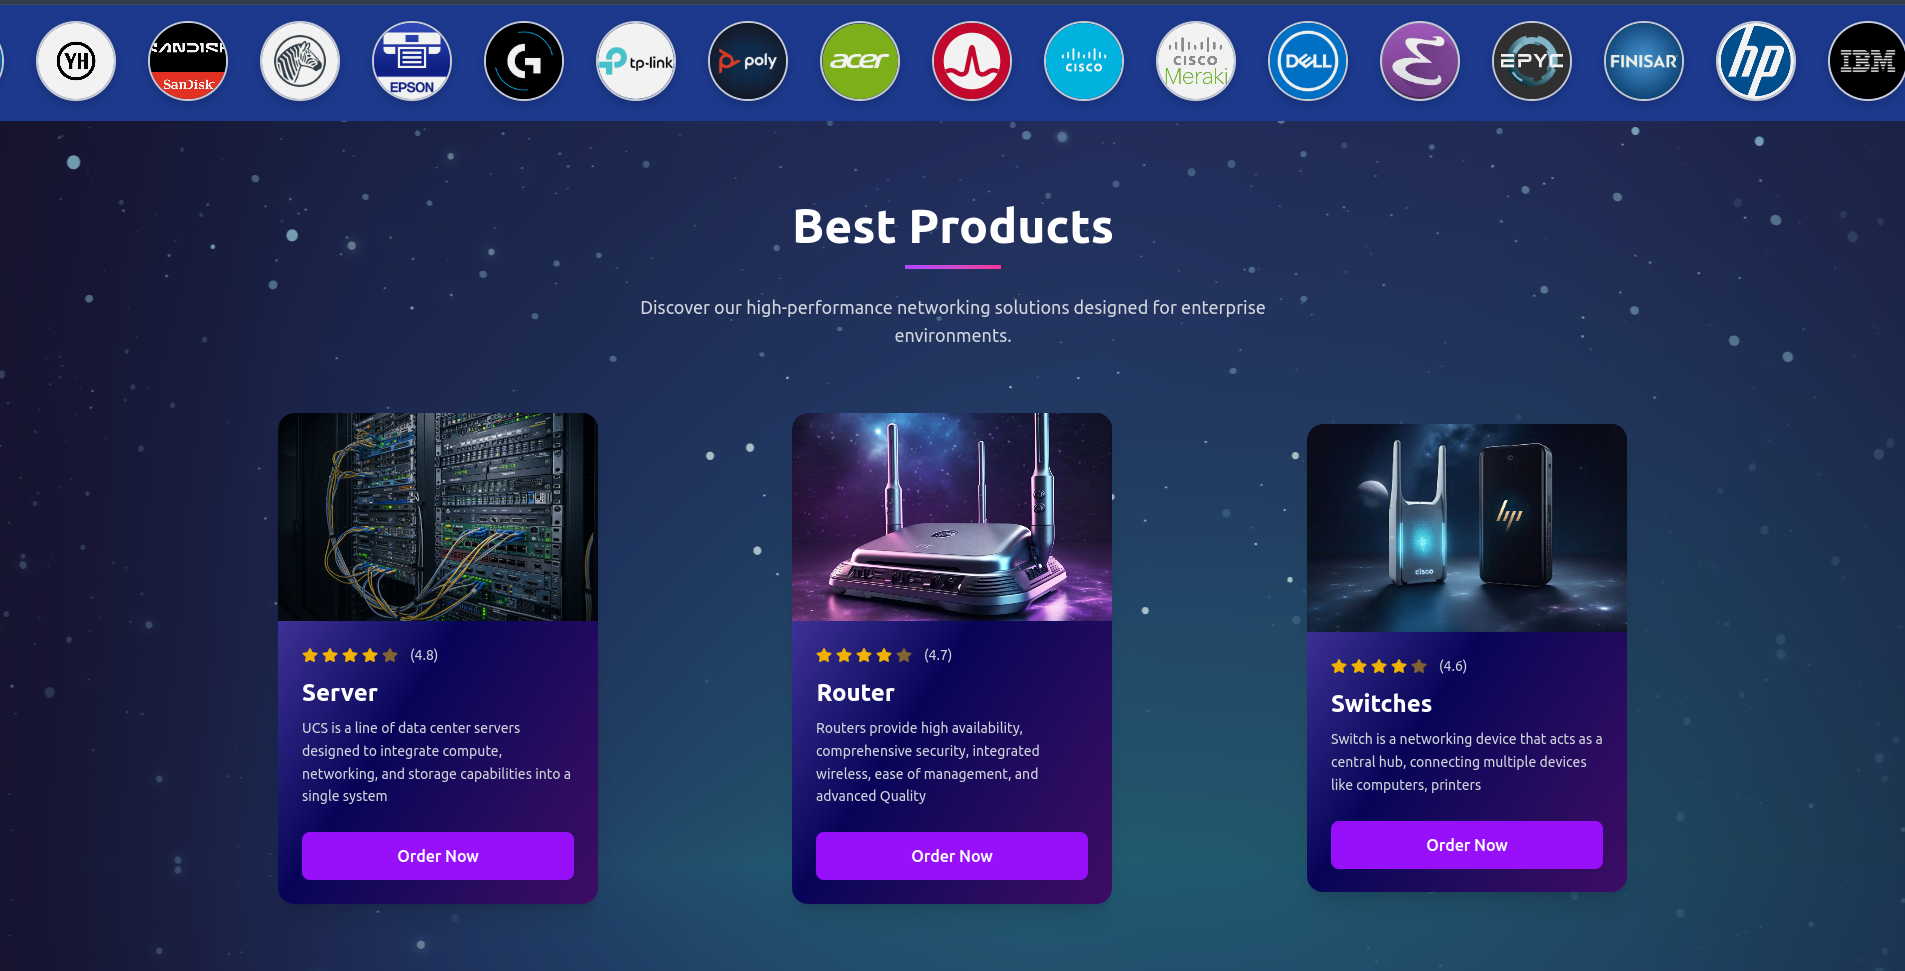 YH
SANDISK
SanDisk
EPSON
G
tp-link
poly
acer
CISCO
CISCO
Meraki
DELL
EPYC
FINISAR
hp
IBM
Best Products
Discover our high-performance networking solutions designed for enterprise
environments.
cisco
hp
(4.8)
Server
UCS is a line of data center servers
designed to integrate compute,
networking, and storage capabilities into a
single system
Order Now
(4.7)
Router
Routers provide high availability,
comprehensive security, integrated
wireless, ease of management, and
advanced Quality
Order Now
(4.6)
Switches
Switch is a networking device that acts as a
central hub, connecting multiple devices
like computers, printers
Order Now